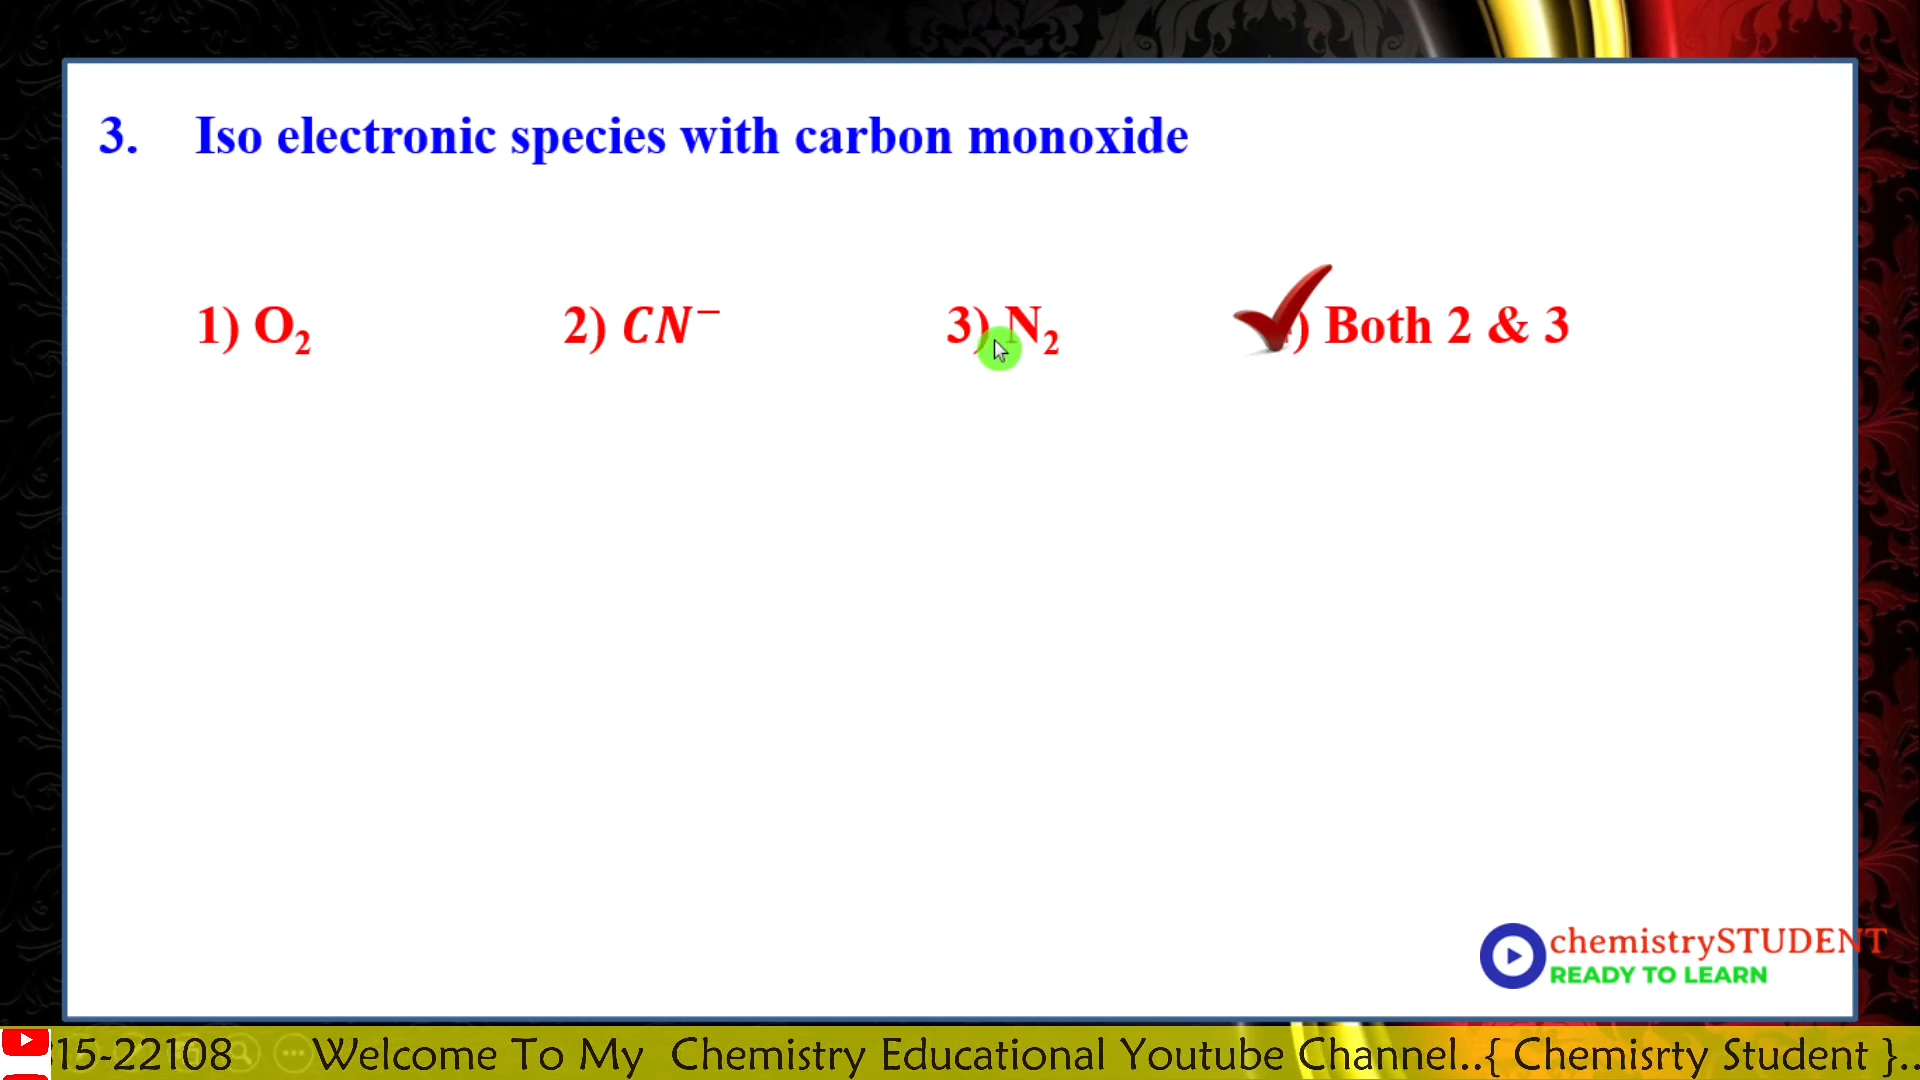 3. Iso electronic species with carbon monoxide
1) O₂ 2) CN⁻ 3) N₂ ) Both 2 & 3
chemistrySTUDENT
READY TO LEARN
15-22108 Welcome To My Chemistry Educational Youtube Channel..{ Chemisrty Student }..